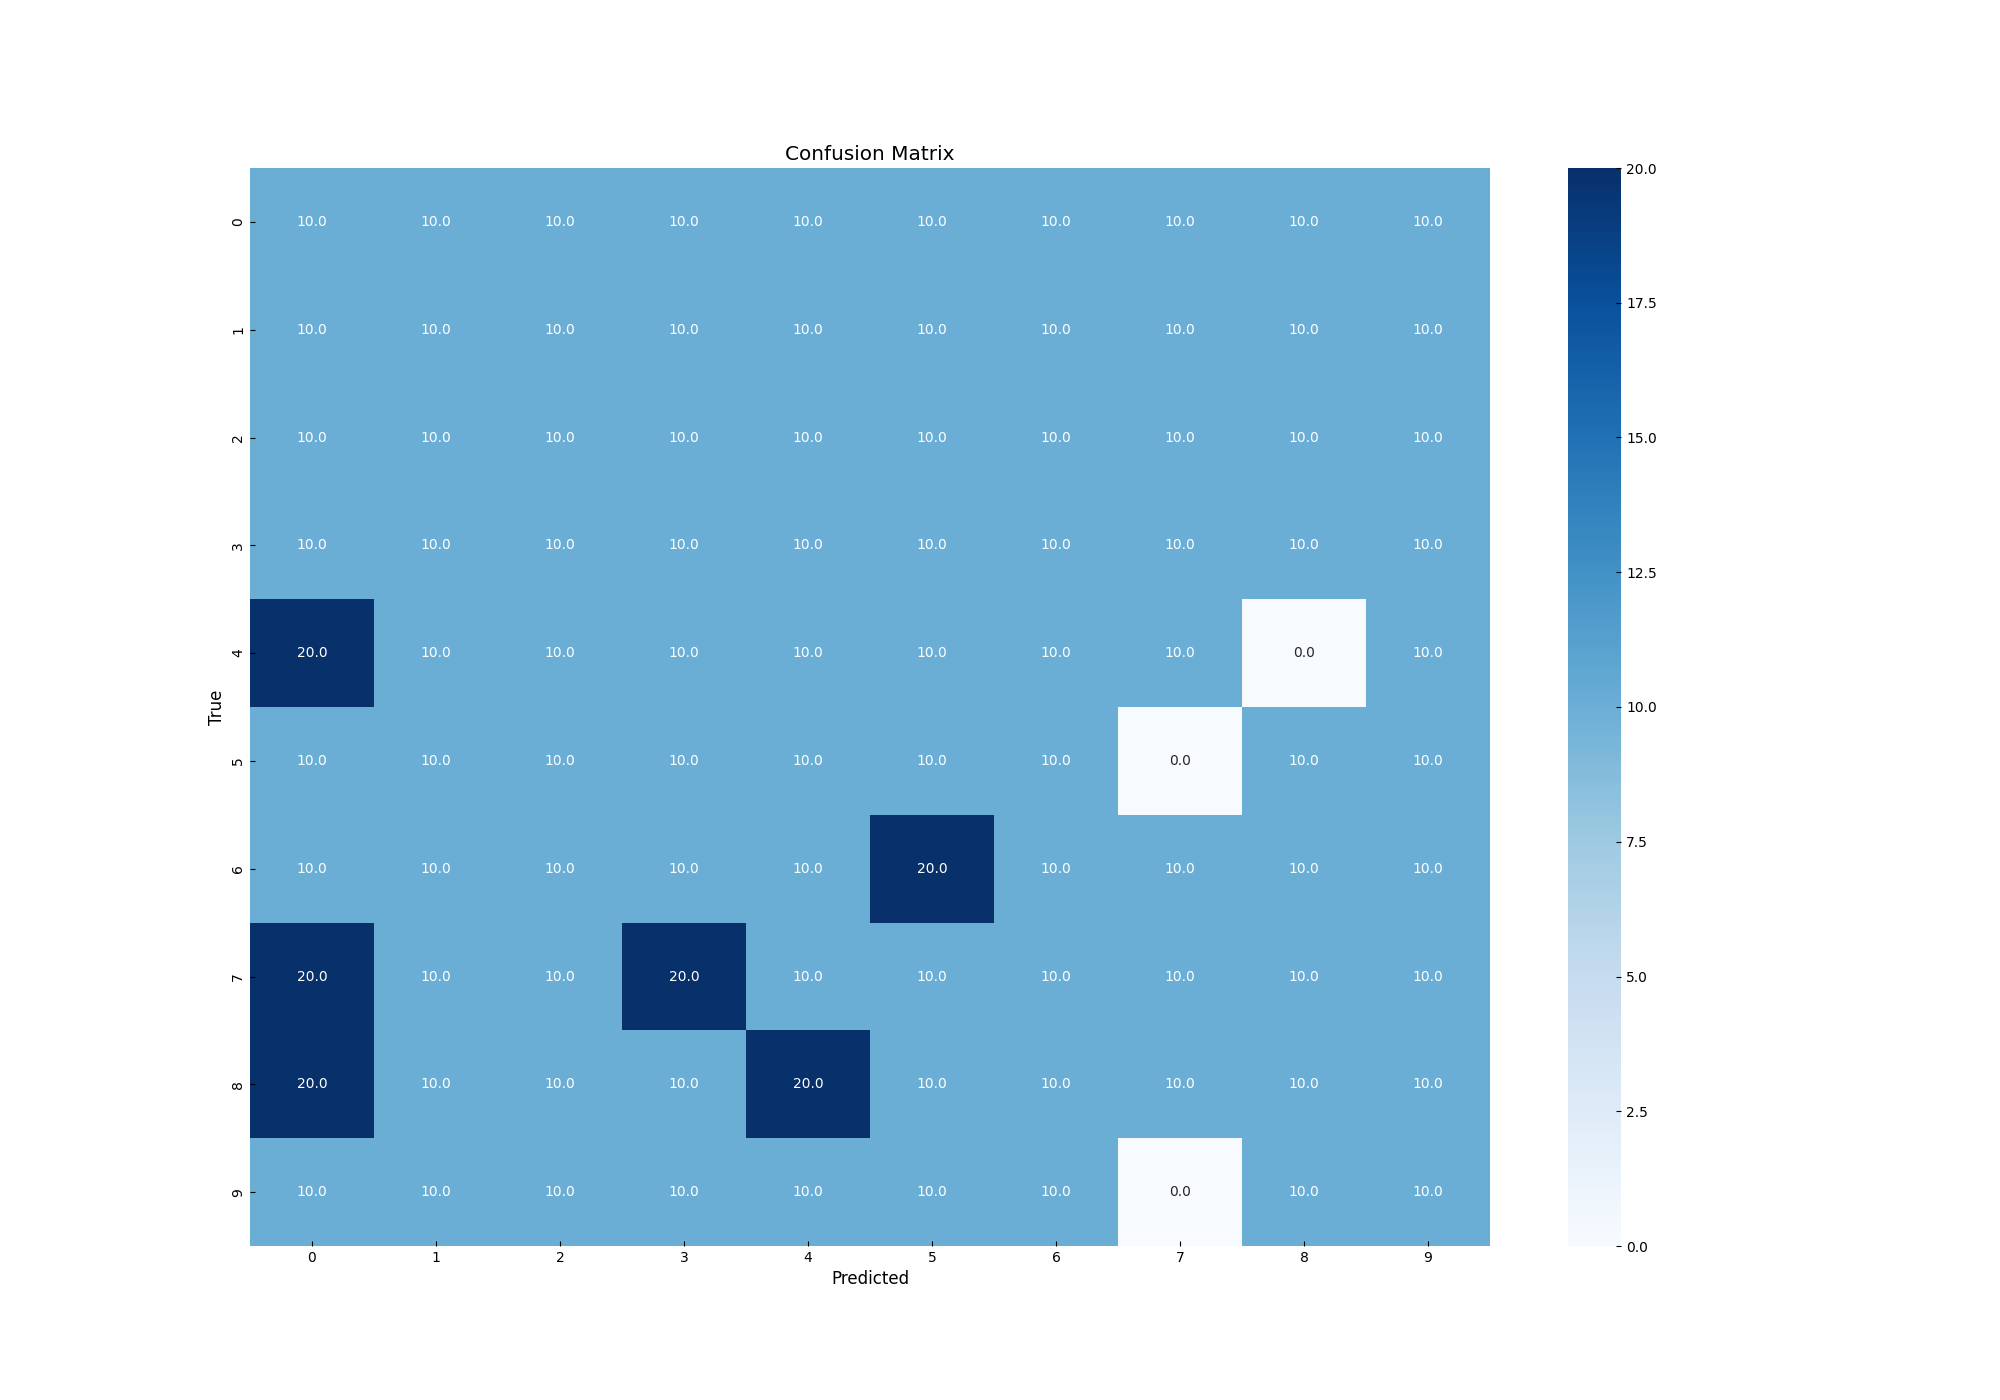 Confusion Matrix
0 10.0 10.0 10.0 10.0 10.0 10.0 10.0 10.0 10.0 10.0
1 10.0 10.0 10.0 10.0 10.0 10.0 10.0 10.0 10.0 10.0
2 10.0 10.0 10.0 10.0 10.0 10.0 10.0 10.0 10.0 10.0
3 10.0 10.0 10.0 10.0 10.0 10.0 10.0 10.0 10.0 10.0
4 20.0 10.0 10.0 10.0 10.0 10.0 10.0 10.0 0.0 10.0
True
5 10.0 10.0 10.0 10.0 10.0 10.0 10.0 0.0 10.0 10.0
6 10.0 10.0 10.0 10.0 10.0 20.0 10.0 10.0 10.0 10.0
7 20.0 10.0 10.0 20.0 10.0 10.0 10.0 10.0 10.0 10.0
8 20.0 10.0 10.0 10.0 20.0 10.0 10.0 10.0 10.0 10.0
9 10.0 10.0 10.0 10.0 10.0 10.0 10.0 0.0 10.0 10.0
0 1 2 3 4 5 6 7 8 9
Predicted
20.0
17.5
15.0
12.5
10.0
7.5
5.0
2.5
0.0